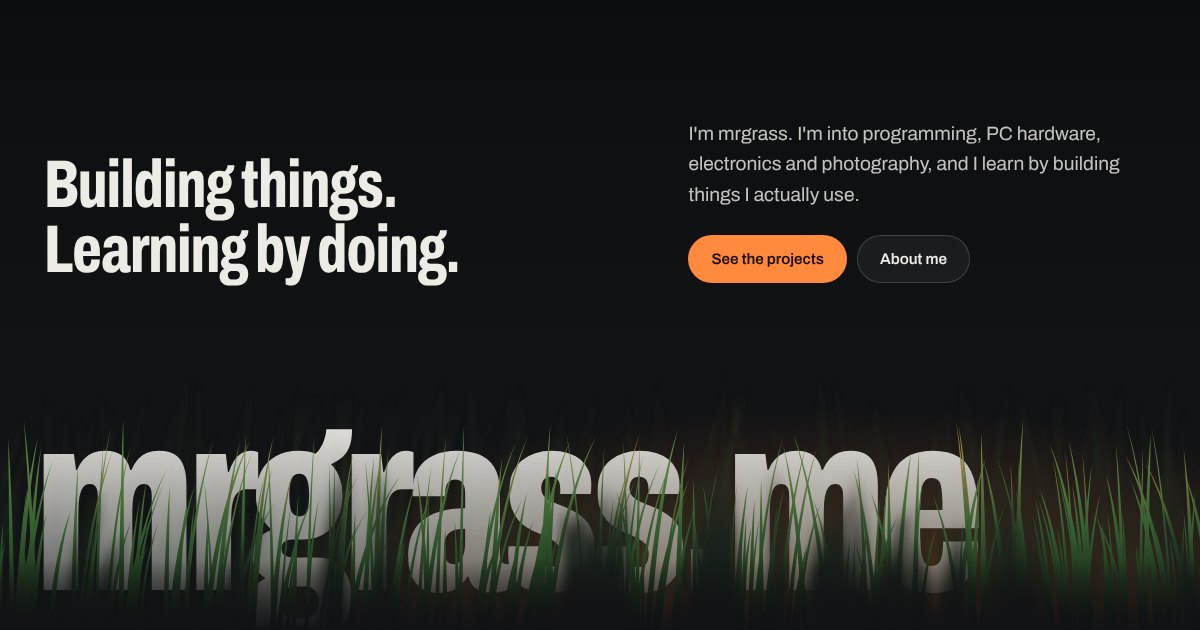 Building things.
Learning by doing.
I'm mrgrass. I'm into programming, PC hardware,
electronics and photography, and I learn by building
things I actually use.
See the projects
About me
mrgrass me